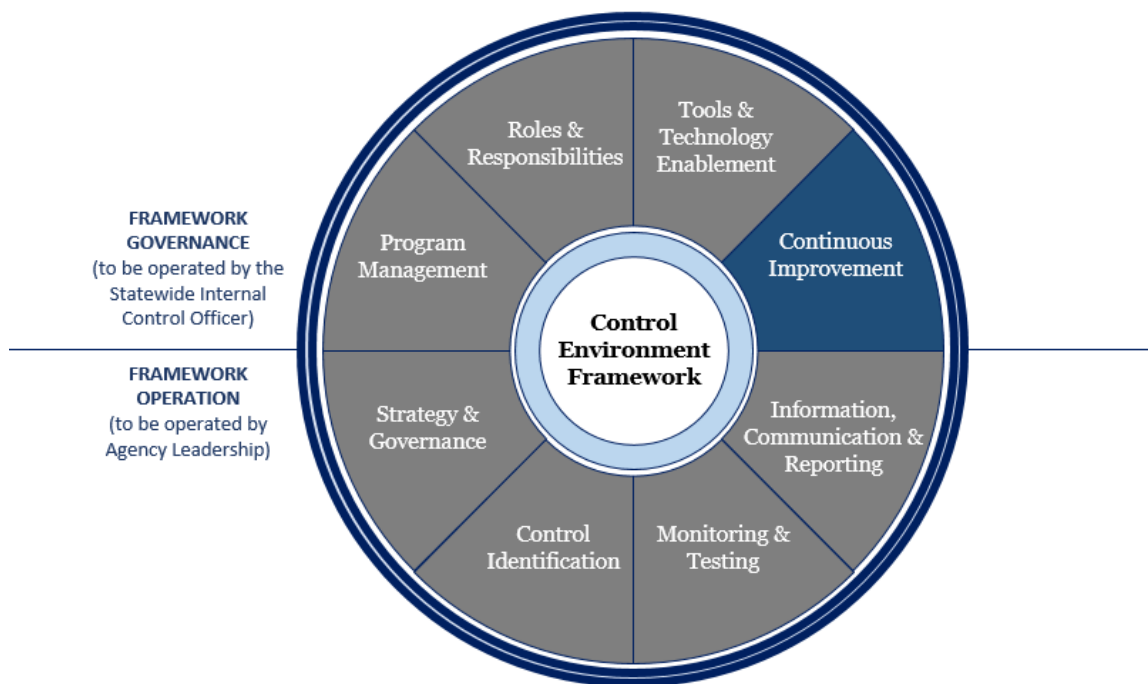 Roles &
Responsibilities
Tools &
Technology
Enablement
FRAMEWORK
GOVERNANCE
(to be operated by the
Statewide Internal
Control Officer)
Program
Management
Continuous
Improvement
Control
Environment
Framework
FRAMEWORK
OPERATION
(to be operated by
Agency Leadership)
Strategy &
Governance
Information,
Communication &
Reporting
Control
Identification
Monitoring &
Testing